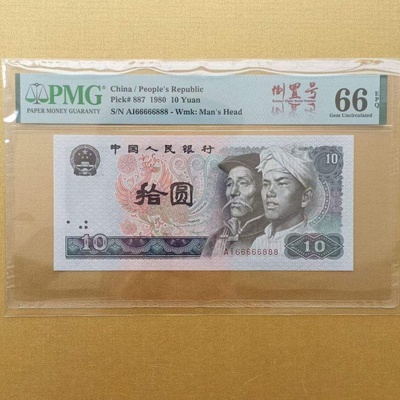 PMG
PAPER MONEY GUARANTY
China / People's Republic
Pick# 887 1980 10 Yuan
S/N AI66666888 - Wmk: Man's Head
倒置号
66 EPQ
Gem Uncirculated
中国人民银行
10
拾圆
AI66666888
10
10